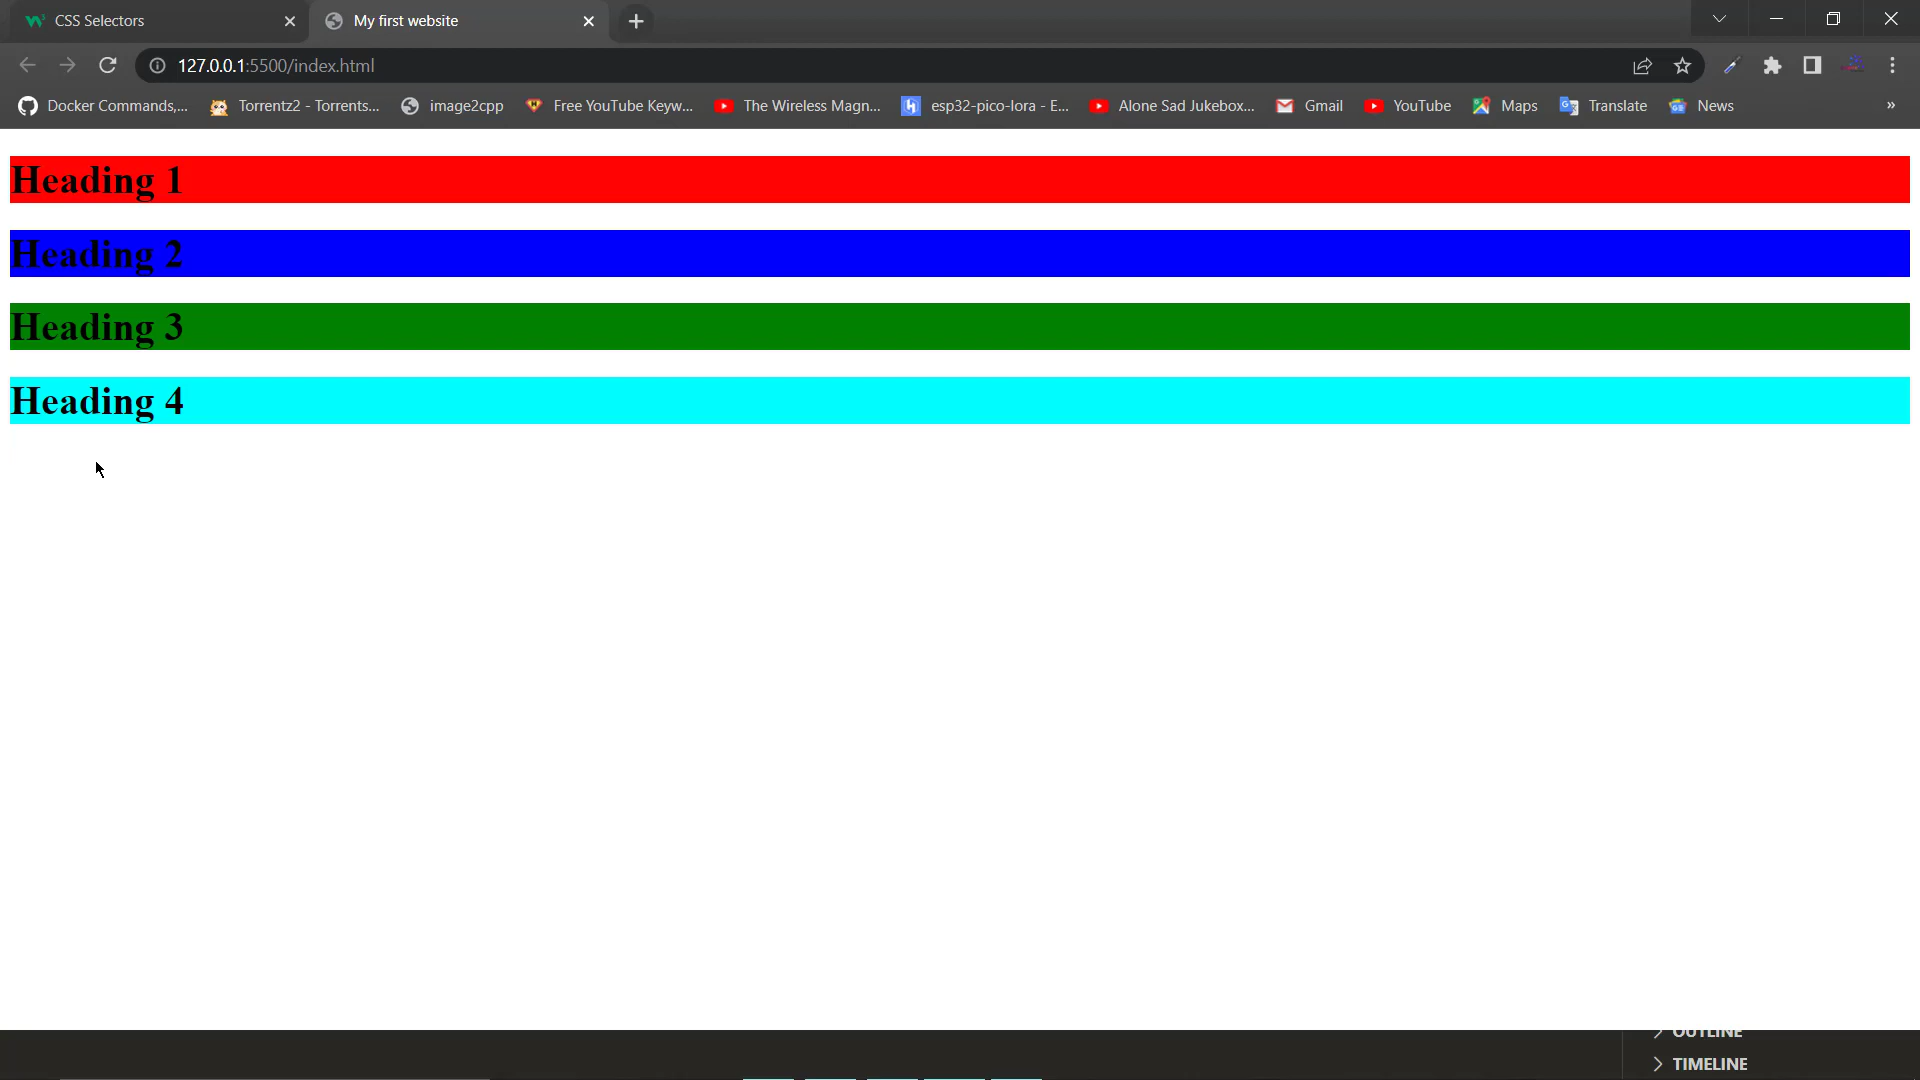 CSS Selectors
My first website
127.0.0.1:5500/index.html
Docker Commands,...
Torrentz2 - Torrents...
image2cpp
Free YouTube Keyw...
The Wireless Magn...
esp32-pico-lora - E...
Alone Sad Jukebox...
Gmail
YouTube
Maps
Translate
News
»
Heading 1
Heading 2
Heading 3
Heading 4
OUTLINE
TIMELINE